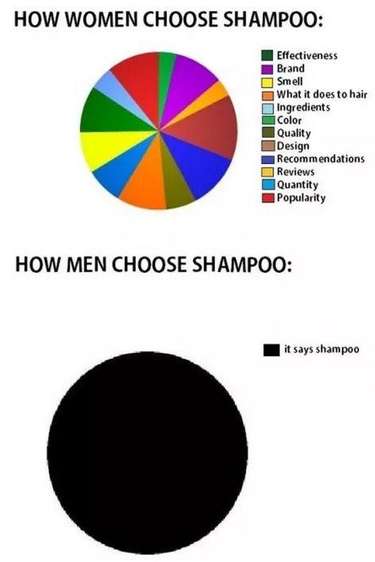 HOW WOMEN CHOOSE SHAMPOO:
Effectiveness
Brand
Smell
What it does to hair
Ingredients
Color
Quality
Design
Recommendations
Reviews
Quantity
Popularity
HOW MEN CHOOSE SHAMPOO:
it says shampoo